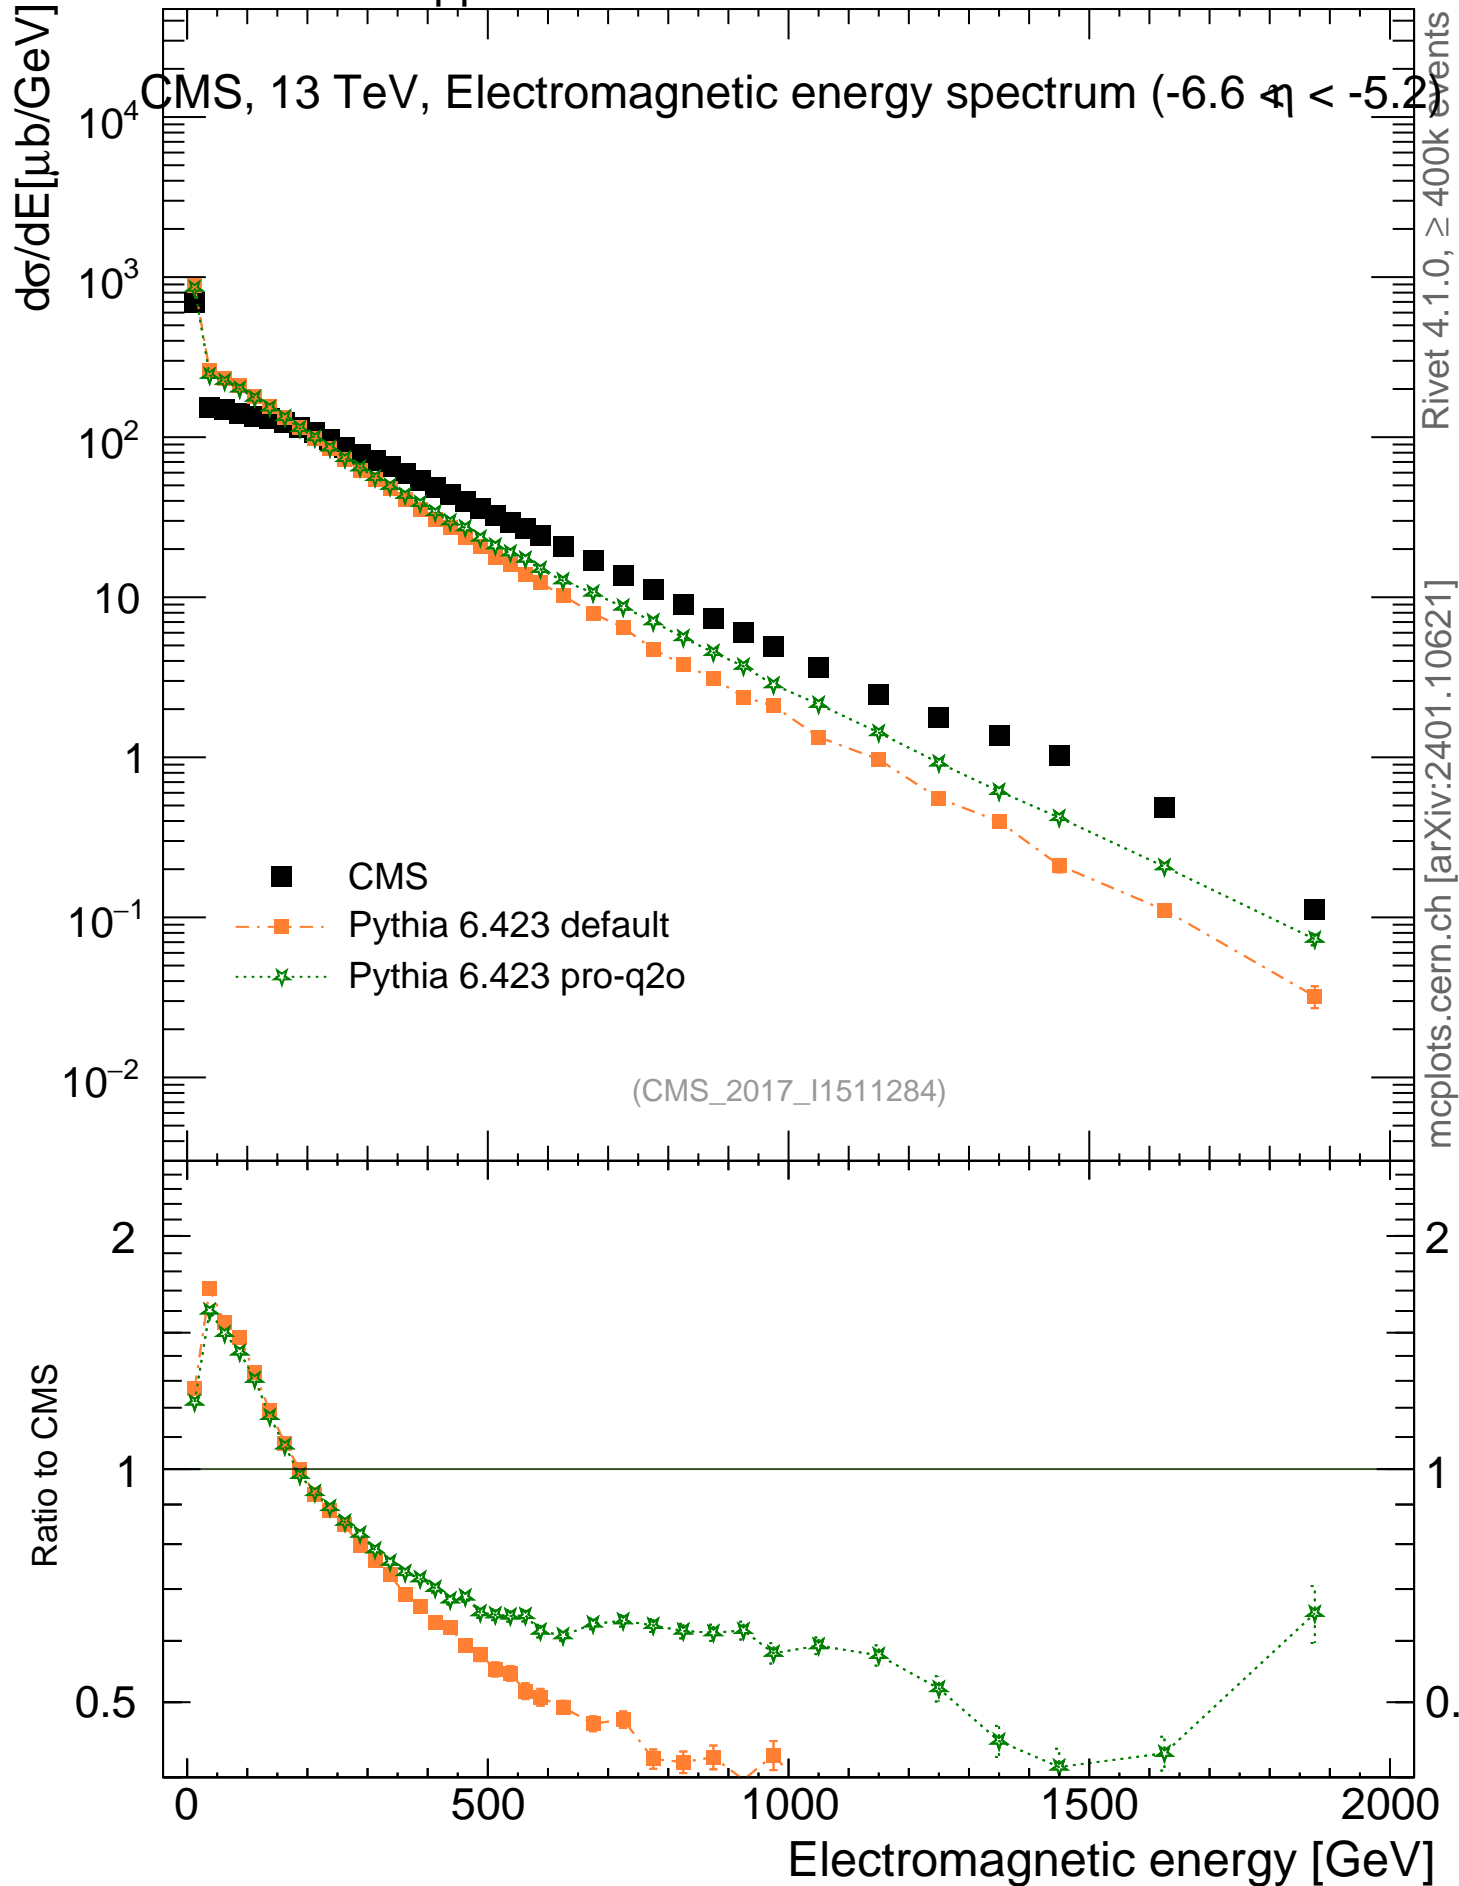 pp
CMS, 13 TeV, Electromagnetic energy spectrum (-6.6 < η < -5.2)
dσ/dE[μb/GeV]
10⁴
10³
10²
10
1
10⁻¹
10⁻²
CMS
Pythia 6.423 default
Pythia 6.423 pro-q2o
(CMS_2017_I1511284)
Rivet 4.1.0, ≥ 400k events
mcplots.cern.ch [arXiv:2401.10621]
Ratio to CMS
2
1
0.5
2
1
0.
0 500 1000 1500 2000
Electromagnetic energy [GeV]